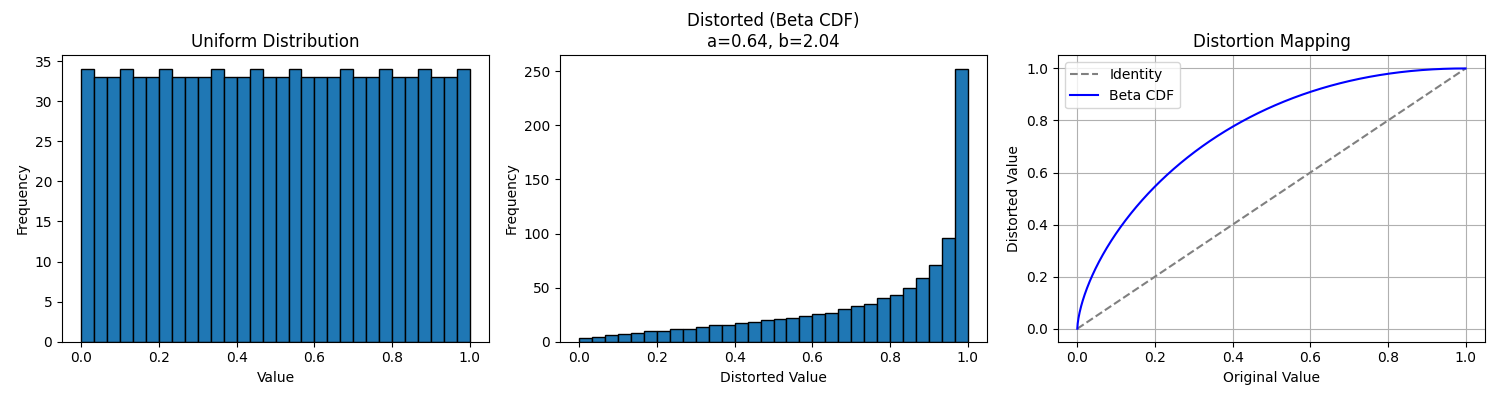 Uniform Distribution
35
30
25
20
15
10
5
0
Frequency
0.0 0.2 0.4 0.6 0.8 1.0
Value
Distorted (Beta CDF)
a=0.64, b=2.04
250
200
150
100
50
0
Frequency
0.0 0.2 0.4 0.6 0.8 1.0
Distorted Value
Distortion Mapping
Identity
Beta CDF
1.0
0.8
0.6
0.4
0.2
0.0
Distorted Value
0.0 0.2 0.4 0.6 0.8 1.0
Original Value